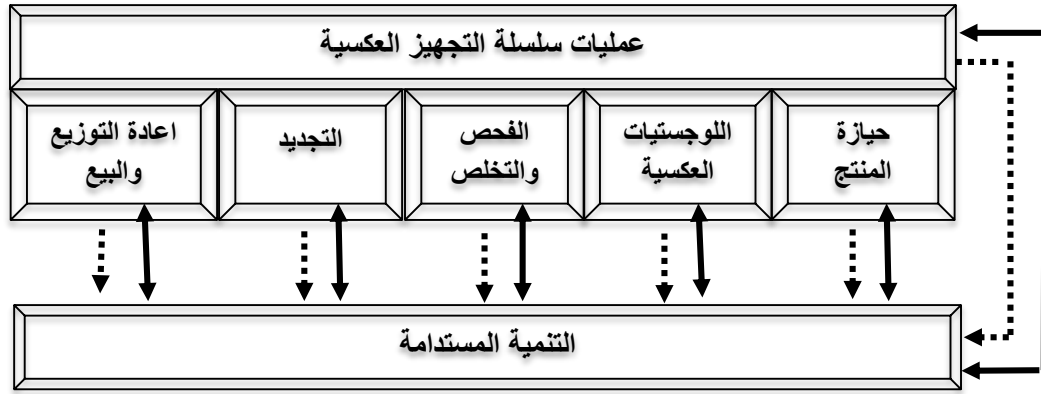 عمليات سلسلة التجهيز العكسية
حيازة
المنتج
اللوجستيات
العكسية
الفحص
والتخلص
التجديد
اعادة التوزيع
والبيع
التنمية المستدامة